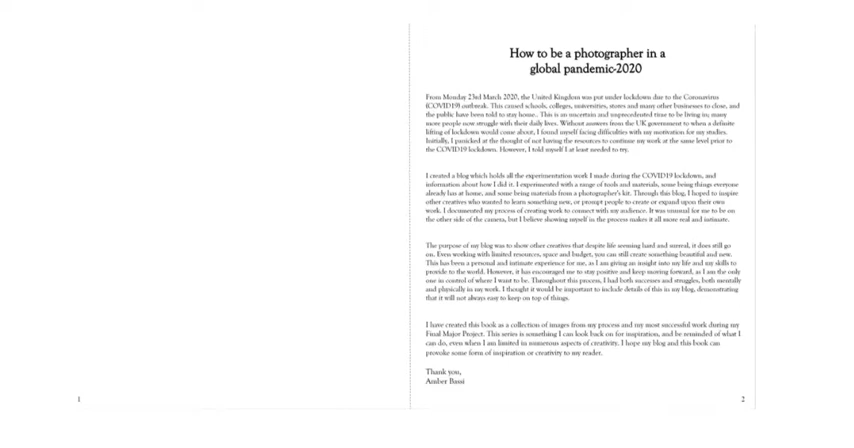 How to be a photographer in a
global pandemic-2020
From Monday 23rd March 2020, the United Kingdom was put under lockdown due to the Coronavirus
(COVID19) outbreak. This caused schools, colleges, universities, stores and many other businesses to close, and
the public have been told to stay home.. This is an uncertain and unprecedented time to be living in; many
more people now struggle with their daily lives. Without answers from the UK government to when a definite
lifting of lockdown would come about, I found myself facing difficulties with my motivation for my studies.
Initially, I panicked at the thought of not having the resources to continue my work at the same level prior to
the COVID19 lockdown. However, I told myself I at least needed to try.
I created a blog which holds all the experimentation work I made during the COVID19 lockdown, and
information about how I did it. I experimented with a range of tools and materials, some being things everyone
already has at home, and some being materials from a photographer's kit. Through this blog, I hoped to inspire
other creatives who wanted to learn something new, or prompt people to create or expand upon their own
work. I documented my process of creating work to connect with my audience. It was unusual for me to be on
the other side of the camera, but I believe showing myself in the process makes it all more real and intimate.
The purpose of my blog was to show other creatives that despite life seeming hard and unreal, it does still go
on. Even working with limited resources, space and budget, you can still create something beautiful and new.
This has been a personal and intimate experience for me, as I am giving an insight into my life and my skills to
provide to the world. However, it has encouraged me to stay positive and keep moving forward, as I am the only
one in control of where I want to be. Throughout this process, I had both successes and struggles, both mentally
and physically in my work. I thought it would be important to include details of this in my blog, demonstrating
that it will not always easy to keep on top of things.
I have created this book as a collection of images from my process and my most successful work during my
Final Major Project. This series is something I can look back on for inspiration, and be reminded of what I
can do, even when I am limited in numerous aspects of creativity. I hope my blog and this book can
provoke some form of inspiration or creativity to my reader.
Thank you,
Amber Bassi
1
2